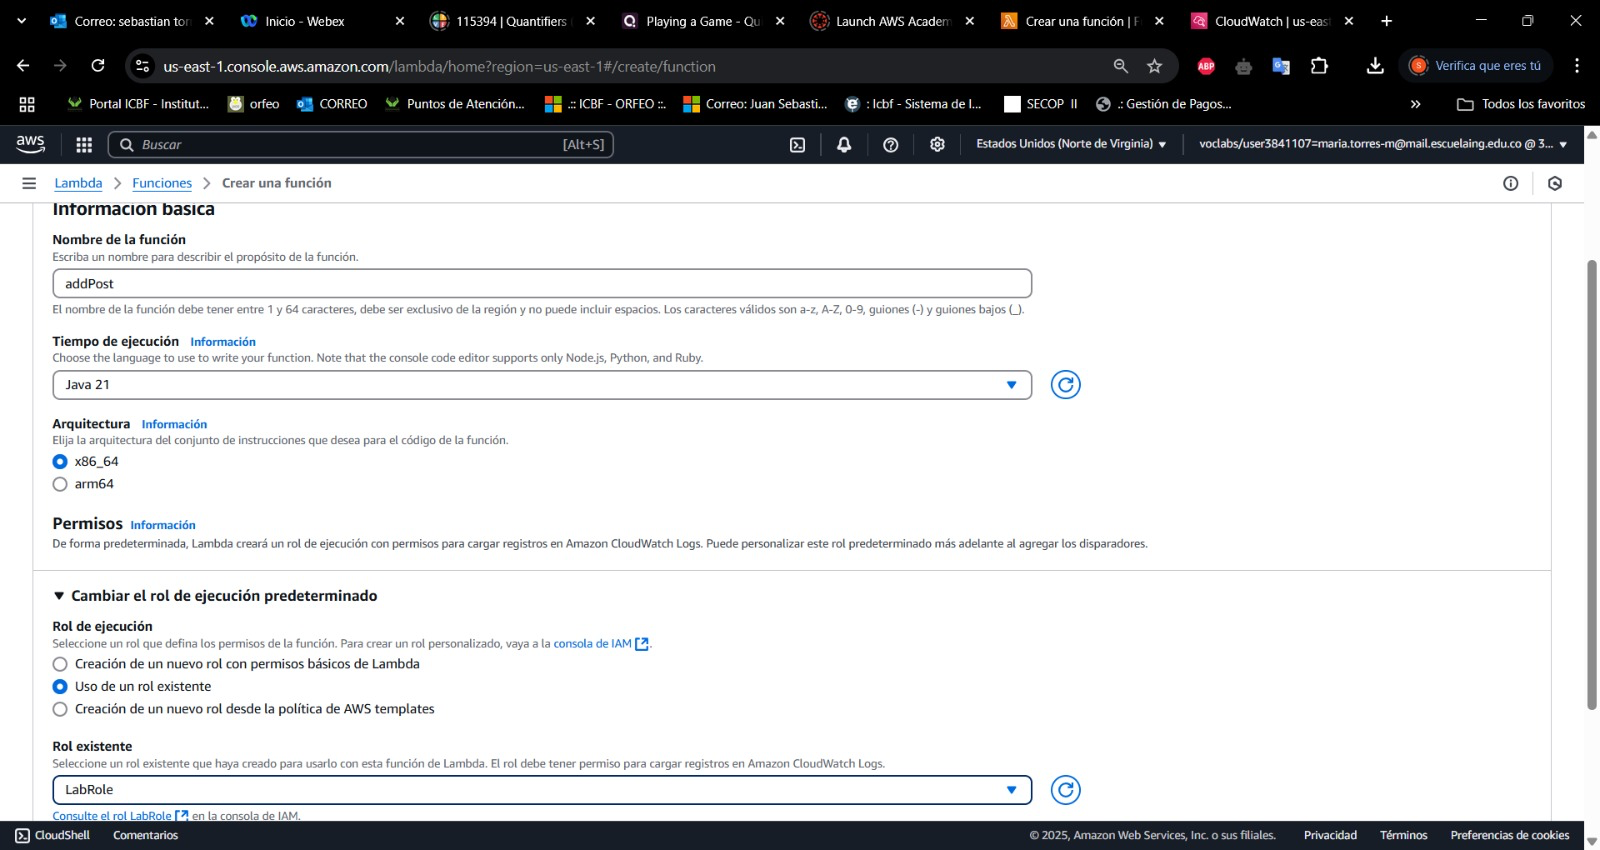 Correo: sebastian tor
Inicio - Webex
115394 | Quantifiers
Playing a Game - Qu
Launch AWS Academ
Crear una función | F
CloudWatch | us-east
us-east-1.console.aws.amazon.com/lambda/home?region=us-east-1#/create/function
ABP
Verifica que eres tú
Portal ICBF - Institut...
orfeo
CORREO
Puntos de Atención...
.:: ICBF - ORFEO ::.
Correo: Juan Sebasti...
: Icbf - Sistema de I...
SECOP II
.: Gestión de Pagos...
Todos los favoritos
aws
Buscar
[Alt+S]
Estados Unidos (Norte de Virginia)
voclabs/user3841107=maria.torres-m@mail.escuelaing.edu.co @ 3...
Lambda > Funciones > Crear una función
Información básica
Nombre de la función
Escriba un nombre para describir el propósito de la función.
addPost
El nombre de la función debe tener entre 1 y 64 caracteres, debe ser exclusivo de la región y no puede incluir espacios. Los caracteres válidos son a-z, A-Z, 0-9, guiones (-) y guiones bajos (_).
Tiempo de ejecución Información
Choose the language to use to write your function. Note that the console code editor supports only Node.js, Python, and Ruby.
Java 21
Arquitectura Información
Elija la arquitectura del conjunto de instrucciones que desea para el código de la función.
x86_64
arm64
Permisos Información
De forma predeterminada, Lambda creará un rol de ejecución con permisos para cargar registros en Amazon CloudWatch Logs. Puede personalizar este rol predeterminado más adelante al agregar los disparadores.
Cambiar el rol de ejecución predeterminado
Rol de ejecución
Seleccione un rol que defina los permisos de la función. Para crear un rol personalizado, vaya a la consola de IAM.
Creación de un nuevo rol con permisos básicos de Lambda
Uso de un rol existente
Creación de un nuevo rol desde la política de AWS templates
Rol existente
Seleccione un rol existente que haya creado para usarlo con esta función de Lambda. El rol debe tener permiso para cargar registros en Amazon CloudWatch Logs.
LabRole
Consulte el rol LabRole en la consola de IAM.
CloudShell
Comentarios
© 2025, Amazon Web Services, Inc. o sus filiales.
Privacidad
Términos
Preferencias de cookies